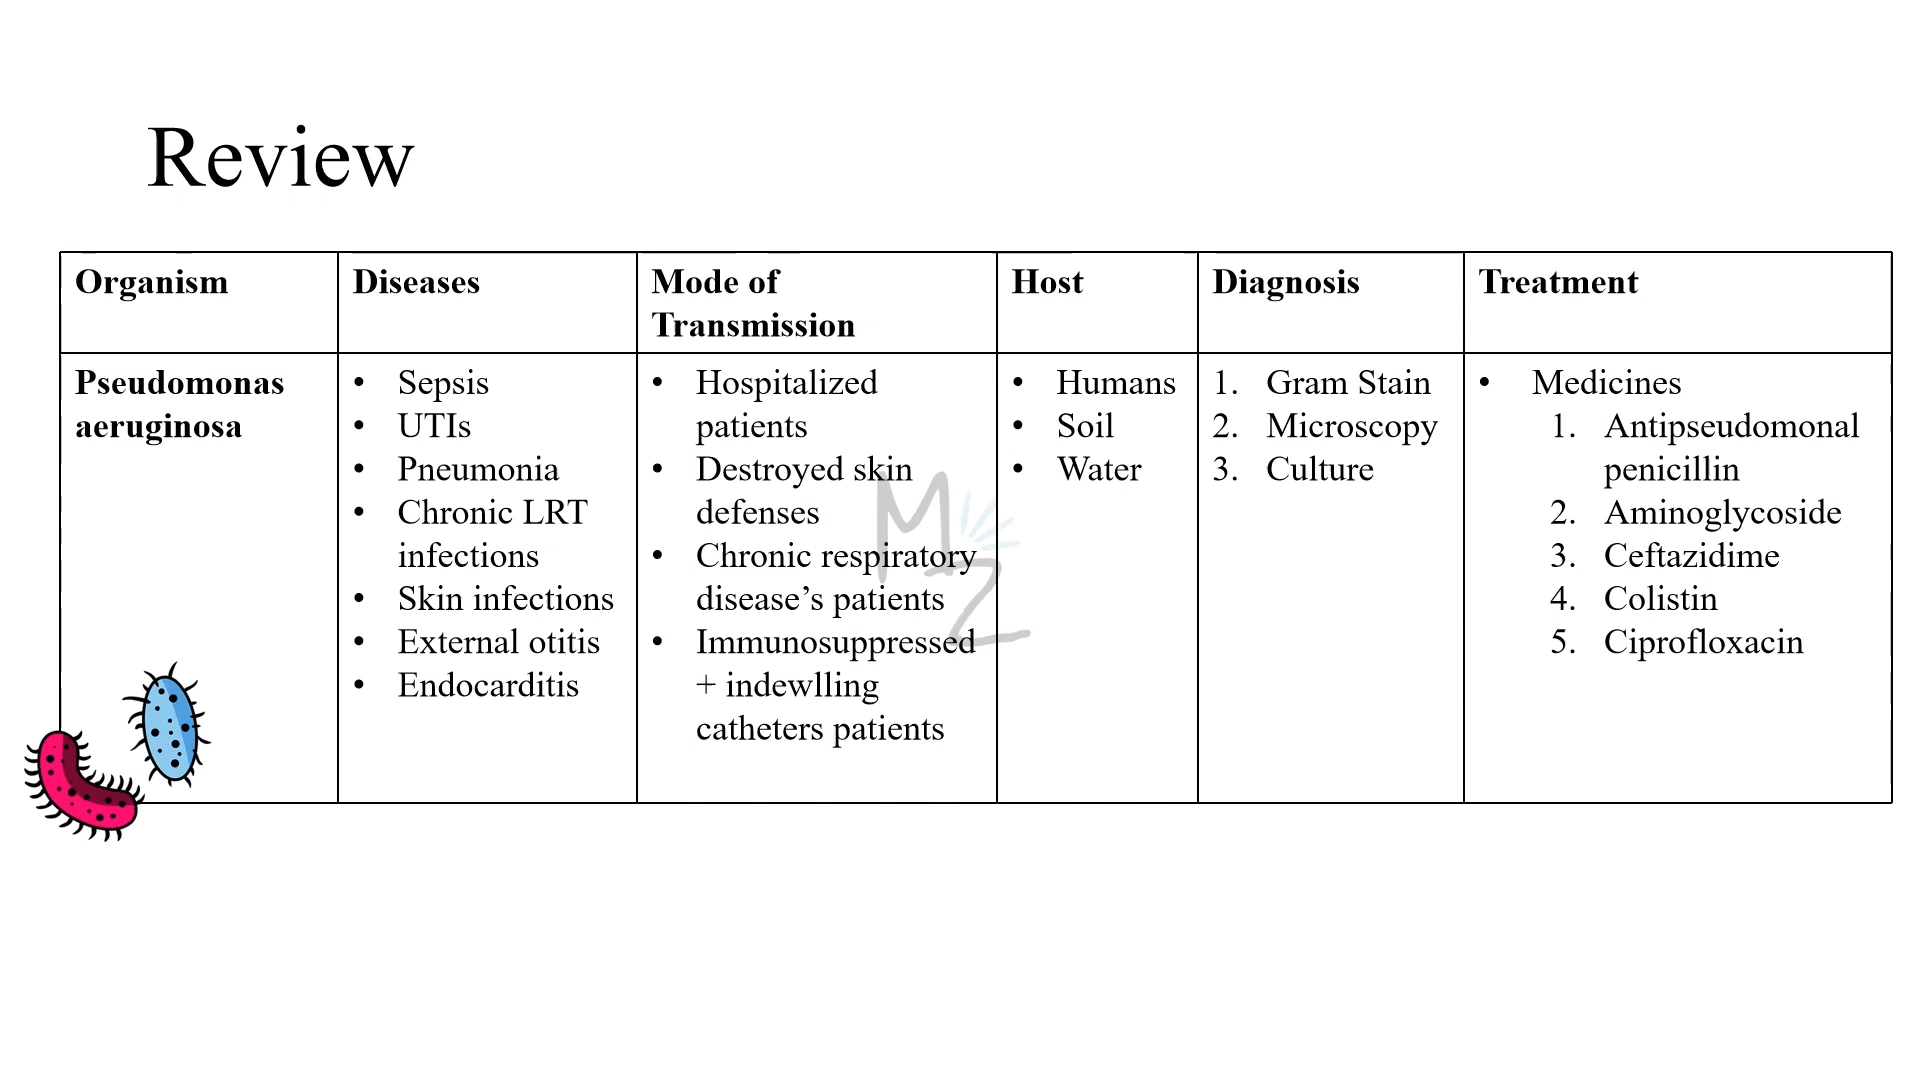 Review
Organism
Diseases
Mode of
Transmission
Host
Diagnosis
Treatment
Pseudomonas
aeruginosa
• Sepsis
• UTIs
• Pneumonia
• Chronic LRT
infections
• Skin infections
• External otitis
• Endocarditis
• Hospitalized
patients
• Destroyed skin
defenses
• Chronic respiratory
disease’s patients
• Immunosuppressed
+ indewlling
catheters patients
• Humans
• Soil
• Water
1. Gram Stain
2. Microscopy
3. Culture
• Medicines
1. Antipseudomonal
penicillin
2. Aminoglycoside
3. Ceftazidime
4. Colistin
5. Ciprofloxacin
MZ